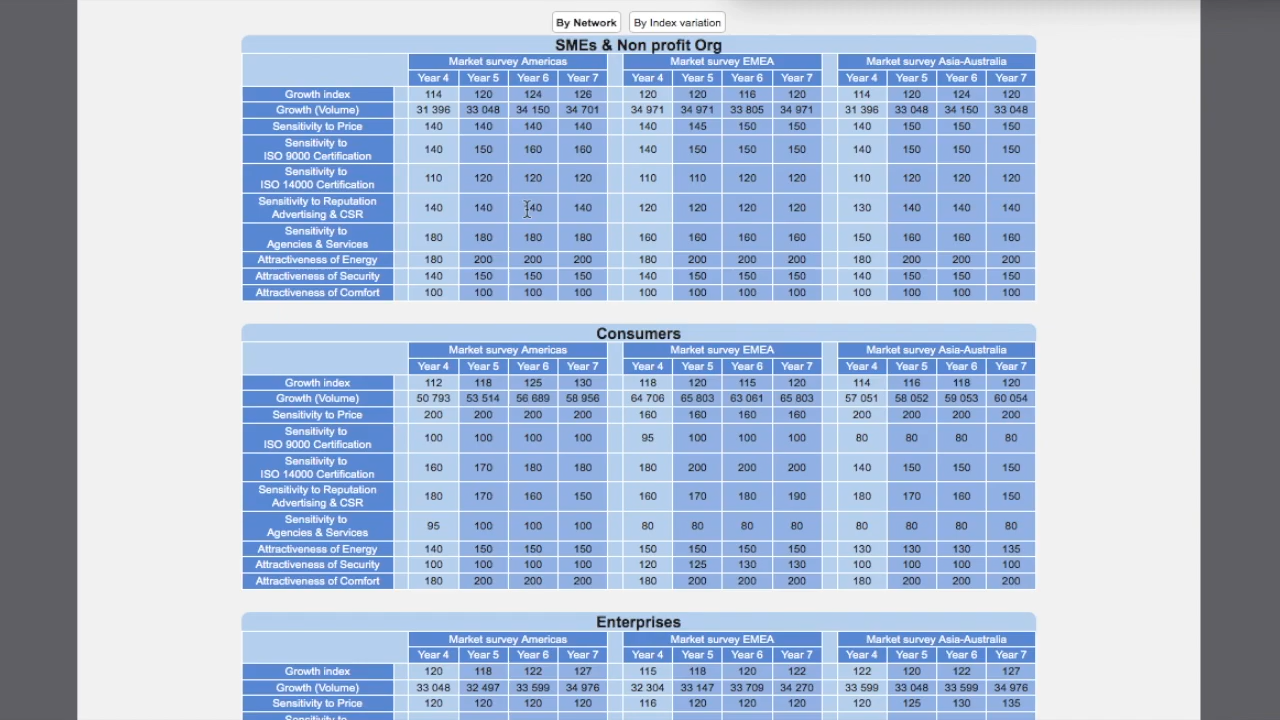 By Network By Index variation
SMEs & Non profit Org
Market survey Americas Market survey EMEA Market survey Asia-Australia
Year 4 Year 5 Year 6 Year 7 Year 4 Year 5 Year 6 Year 7 Year 4 Year 5 Year 6 Year 7
Growth index 114 120 124 126 120 120 116 120 114 120 124 120
Growth (Volume) 31 396 33 048 34 150 34 701 34 971 34 971 33 805 34 971 31 396 33 048 34 150 33 048
Sensitivity to Price 140 140 140 140 140 145 150 150 140 150 150 150
Sensitivity to
ISO 9000 Certification 140 150 160 160 140 150 150 150 140 150 150 150
Sensitivity to
ISO 14000 Certification 110 120 120 120 110 110 120 120 110 120 120 120
Sensitivity to Reputation
Advertising & CSR 140 140 140 140 120 120 120 120 130 140 140 140
Sensitivity to
Agencies & Services 180 180 180 180 160 160 160 160 150 160 160 160
Attractiveness of Energy 180 200 200 200 180 200 200 200 180 200 200 200
Attractiveness of Security 140 150 150 150 140 150 150 150 140 150 150 150
Attractiveness of Comfort 100 100 100 100 100 100 100 100 100 100 100 100
Consumers
Market survey Americas Market survey EMEA Market survey Asia-Australia
Year 4 Year 5 Year 6 Year 7 Year 4 Year 5 Year 6 Year 7 Year 4 Year 5 Year 6 Year 7
Growth index 112 118 125 130 118 120 115 120 114 116 118 120
Growth (Volume) 50 793 53 514 56 689 58 956 64 706 65 803 63 061 65 803 57 051 58 052 59 053 60 054
Sensitivity to Price 200 200 200 200 160 160 160 160 200 200 200 200
Sensitivity to
ISO 9000 Certification 100 100 100 100 95 100 100 100 80 80 80 80
Sensitivity to
ISO 14000 Certification 160 170 180 180 180 200 200 200 140 150 150 150
Sensitivity to Reputation
Advertising & CSR 180 170 160 150 160 170 180 190 180 170 160 150
Sensitivity to
Agencies & Services 95 100 100 100 80 80 80 80 80 80 80 80
Attractiveness of Energy 140 150 150 150 150 150 150 150 130 130 130 135
Attractiveness of Security 100 100 100 100 120 125 130 130 100 100 100 100
Attractiveness of Comfort 180 200 200 200 180 200 200 200 180 200 200 200
Enterprises
Market survey Americas Market survey EMEA Market survey Asia-Australia
Year 4 Year 5 Year 6 Year 7 Year 4 Year 5 Year 6 Year 7 Year 4 Year 5 Year 6 Year 7
Growth index 120 118 122 127 115 118 120 122 122 120 122 127
Growth (Volume) 33 048 32 497 33 599 34 976 32 304 33 147 33 709 34 270 33 599 33 048 33 599 34 976
Sensitivity to Price 120 120 120 120 116 120 120 120 120 125 130 135